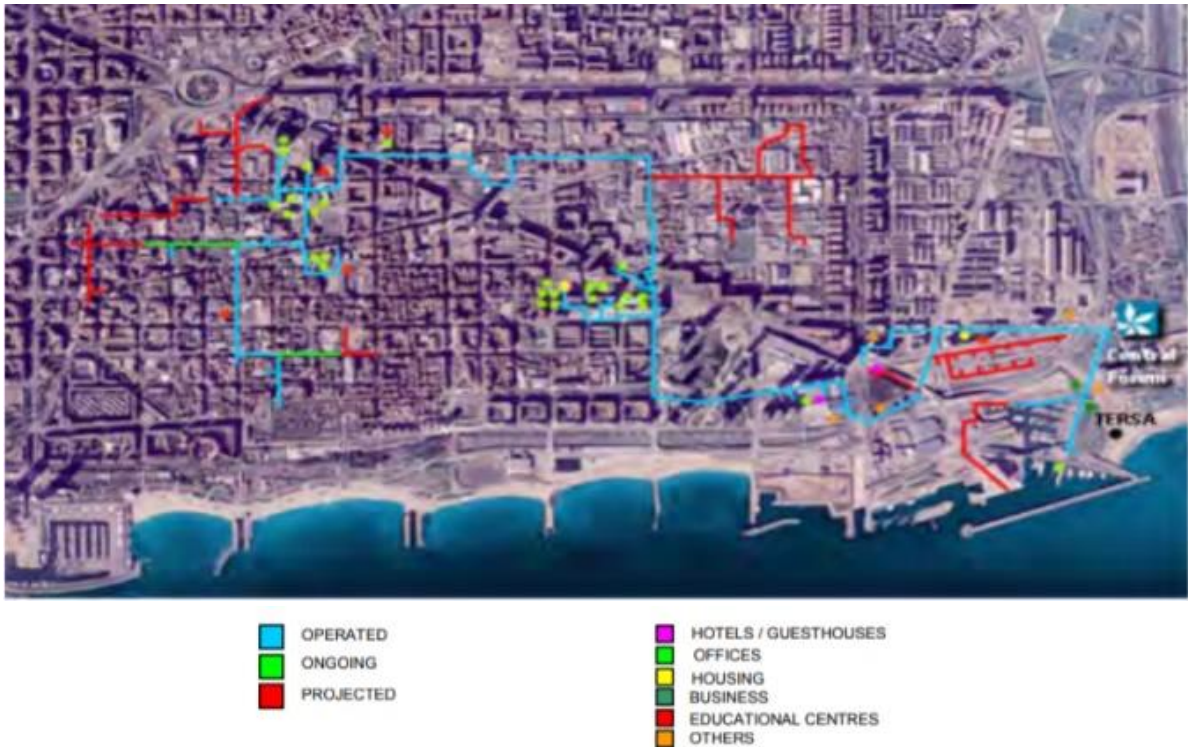 Central
Forum
TERSA
OPERATED
ONGOING
PROJECTED
HOTELS / GUESTHOUSES
OFFICES
HOUSING
BUSINESS
EDUCATIONAL CENTRES
OTHERS